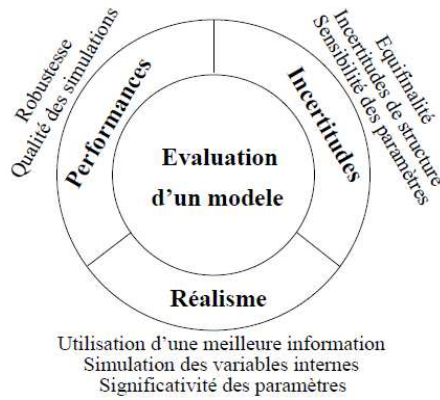 Robustesse
Qualité des simulations
Performances
Equifinalité
Incertitudes de structure
Sensibilité des paramètres
Incertitudes
Evaluation
d'un modele
Réalisme
Utilisation d'une meilleure information
Simulation des variables internes
Significativité des paramètres